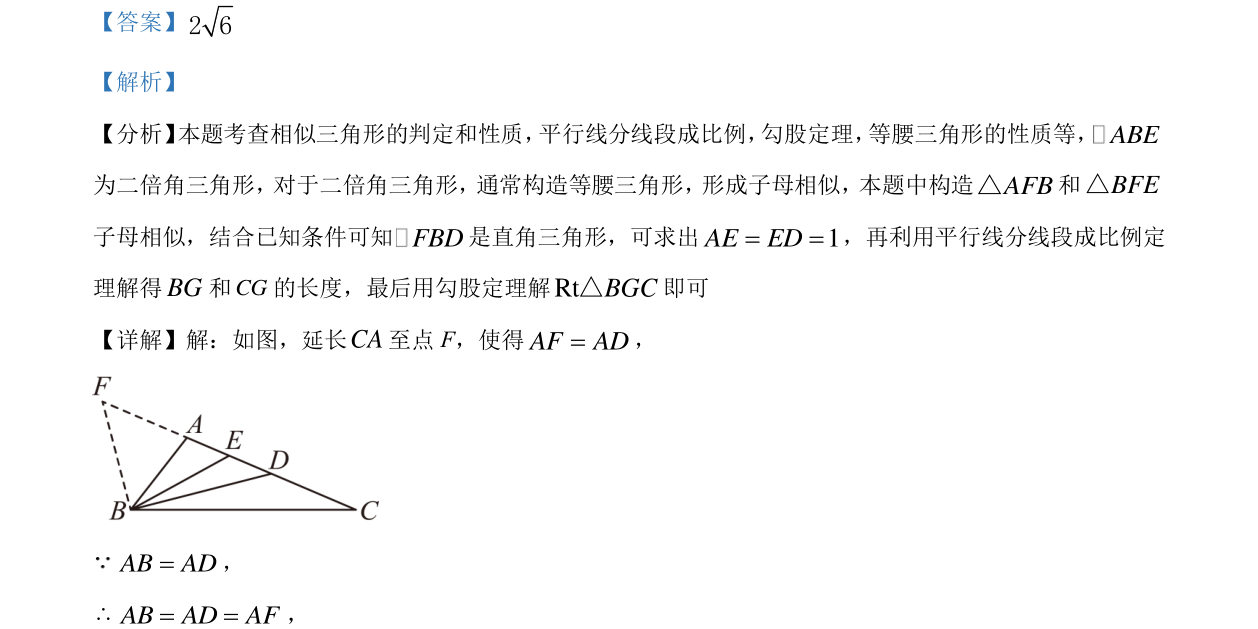 【答案】2√6
【解析】
【分析】本题考查相似三角形的判定和性质，平行线分线段成比例，勾股定理，等腰三角形的性质等，□ABE
为二倍角三角形，对于二倍角三角形，通常构造等腰三角形，形成子母相似，本题中构造△AFB和△BFE
子母相似，结合已知条件可知□FBD是直角三角形，可求出AE=ED=1，再利用平行线分线段成比例定
理解得BG和CG的长度，最后用勾股定理解Rt△BGC即可
【详解】解：如图，延长CA至点F，使得AF=AD，
F
A
E
D
B
C
∵AB=AD，
∴AB=AD=AF，